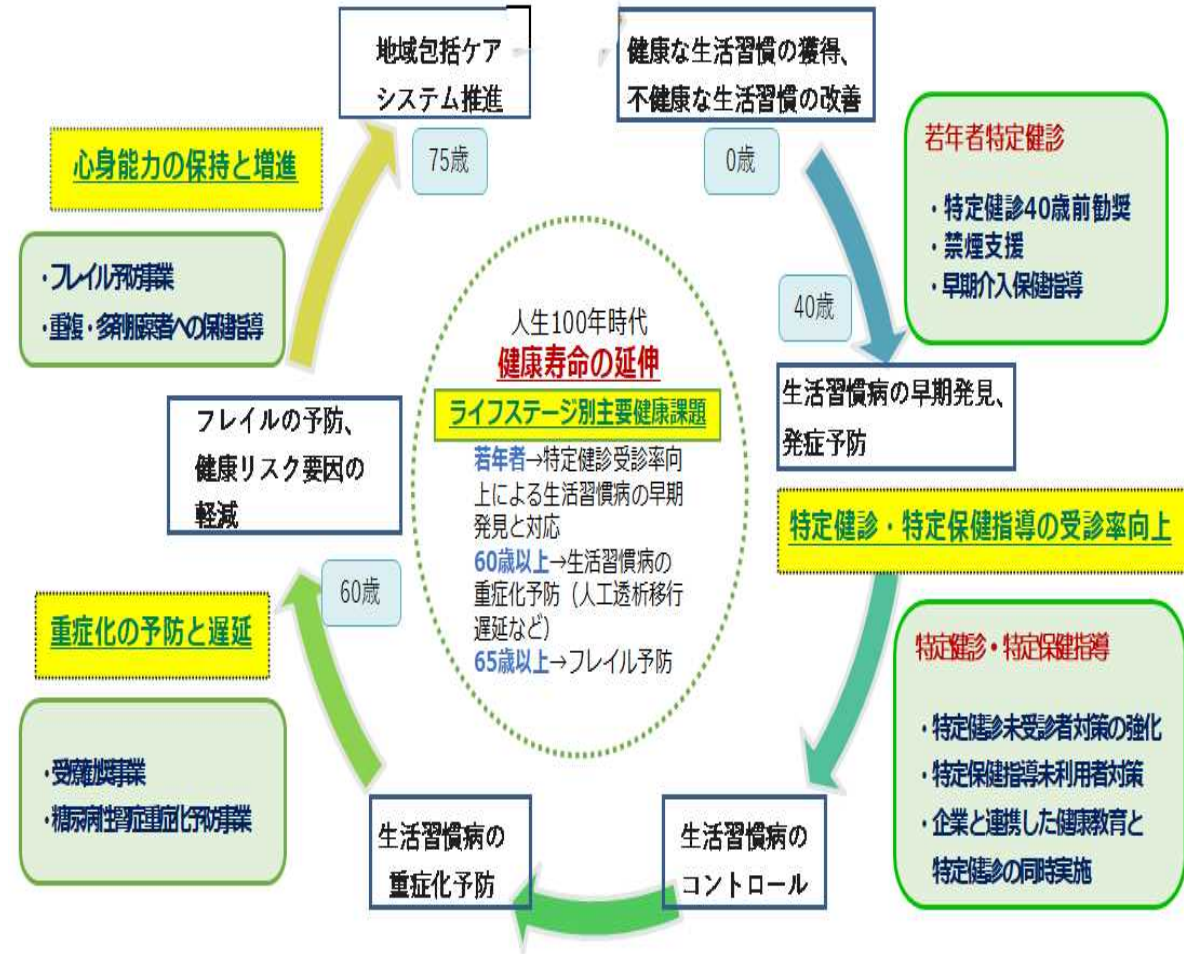 地域包括ケア
システム推進
75歳
健康な生活習慣の獲得、
不健康な生活習慣の改善
0歳
若年者特定健診
・特定健診40歳前勧奨
・禁煙支援
・早期介入保健指導
40歳
生活習慣病の早期発見、
発症予防
特定健診・特定保健指導の受診率向上
特定健診・特定保健指導
・特定健診未受診者対策の強化
・特定保健指導未利用者対策
・企業と連携した健康教育と
特定健診の同時実施
生活習慣病の
コントロール
生活習慣病の
重症化予防
重症化の予防と遅延
・受療勧奨事業
・糖尿病性腎症重症化予防事業
60歳
フレイルの予防、
健康リスク要因の
軽減
心身能力の保持と増進
・フレイル予防事業
・重複・多剤服薬者への保健指導
人生100年時代
健康寿命の延伸
ライフステージ別主要健康課題
若年者→特定健診受診率向
上による生活習慣病の早期
発見と対応
60歳以上→生活習慣病の
重症化予防（人工透析移行
遅延など）
65歳以上→フレイル予防